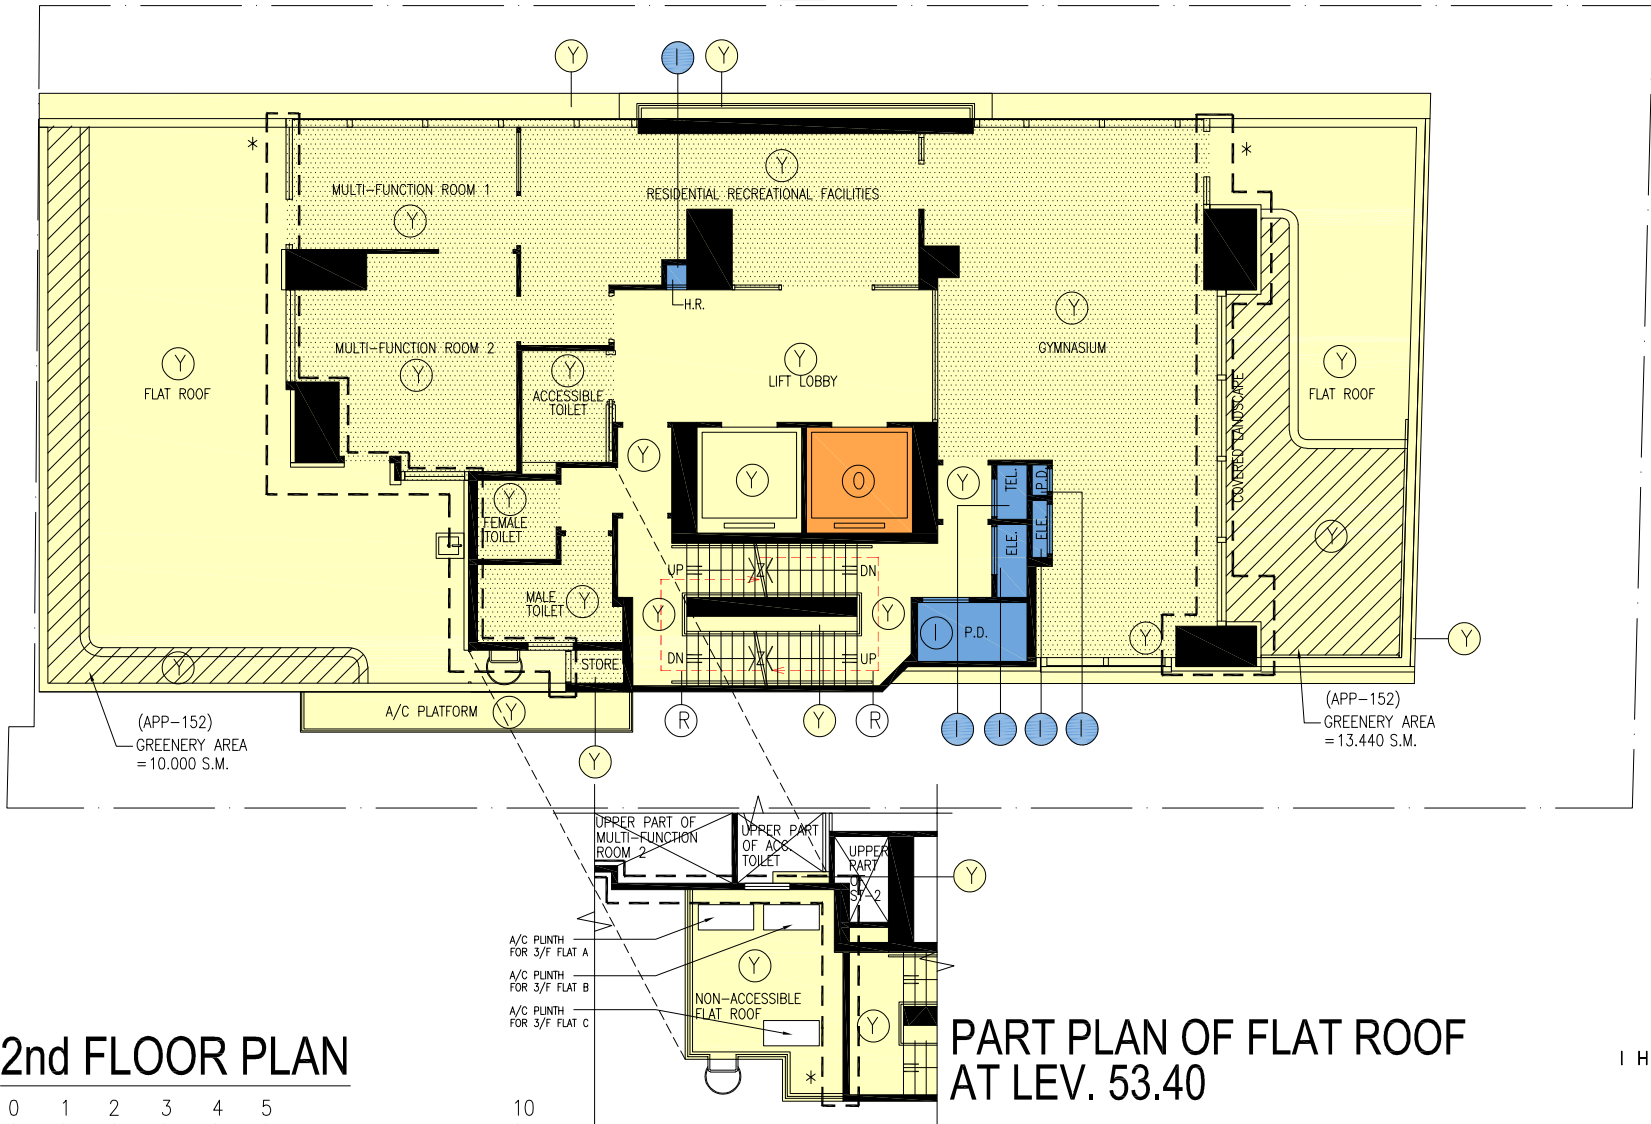 Y
I
Y
*
*
MULTI-FUNCTION ROOM 1
Y
Y
RESIDENTIAL RECREATIONAL FACILITIES
H.R.
Y
GYMNASIUM
MULTI-FUNCTION ROOM 2
Y
Y
FLAT ROOF
Y
ACCESSIBLE
TOILET
Y
LIFT LOBBY
Y
FLAT ROOF
COVERED LANDSCAPE
Y
Y
O
Y
TEL.
P.D.
ELE.
ELE.
Y
Y
FEMALE
TOILET
UP
DN
MALE
TOILET
Y
Y
Y
I
P.D.
Y
Y
DN
UP
STORE
Y
A/C PLATFORM
Y
R
Y
R
I
I
I
I
Y
(APP-152)
GREENERY AREA
=10.000 S.M.
(APP-152)
GREENERY AREA
=13.440 S.M.
UPPER PART OF
MULTI-FUNCTION
ROOM 2
UPPER PART
OF ACC.
TOILET
UPPER
PART
OF
ST-2
Y
A/C PLINTH
FOR 3/F FLAT A
A/C PLINTH
FOR 3/F FLAT B
A/C PLINTH
FOR 3/F FLAT C
Y
NON-ACCESSIBLE
FLAT ROOF
Y
*
2nd FLOOR PLAN
0 1 2 3 4 5 10
PART PLAN OF FLAT ROOF
AT LEV. 53.40
I H